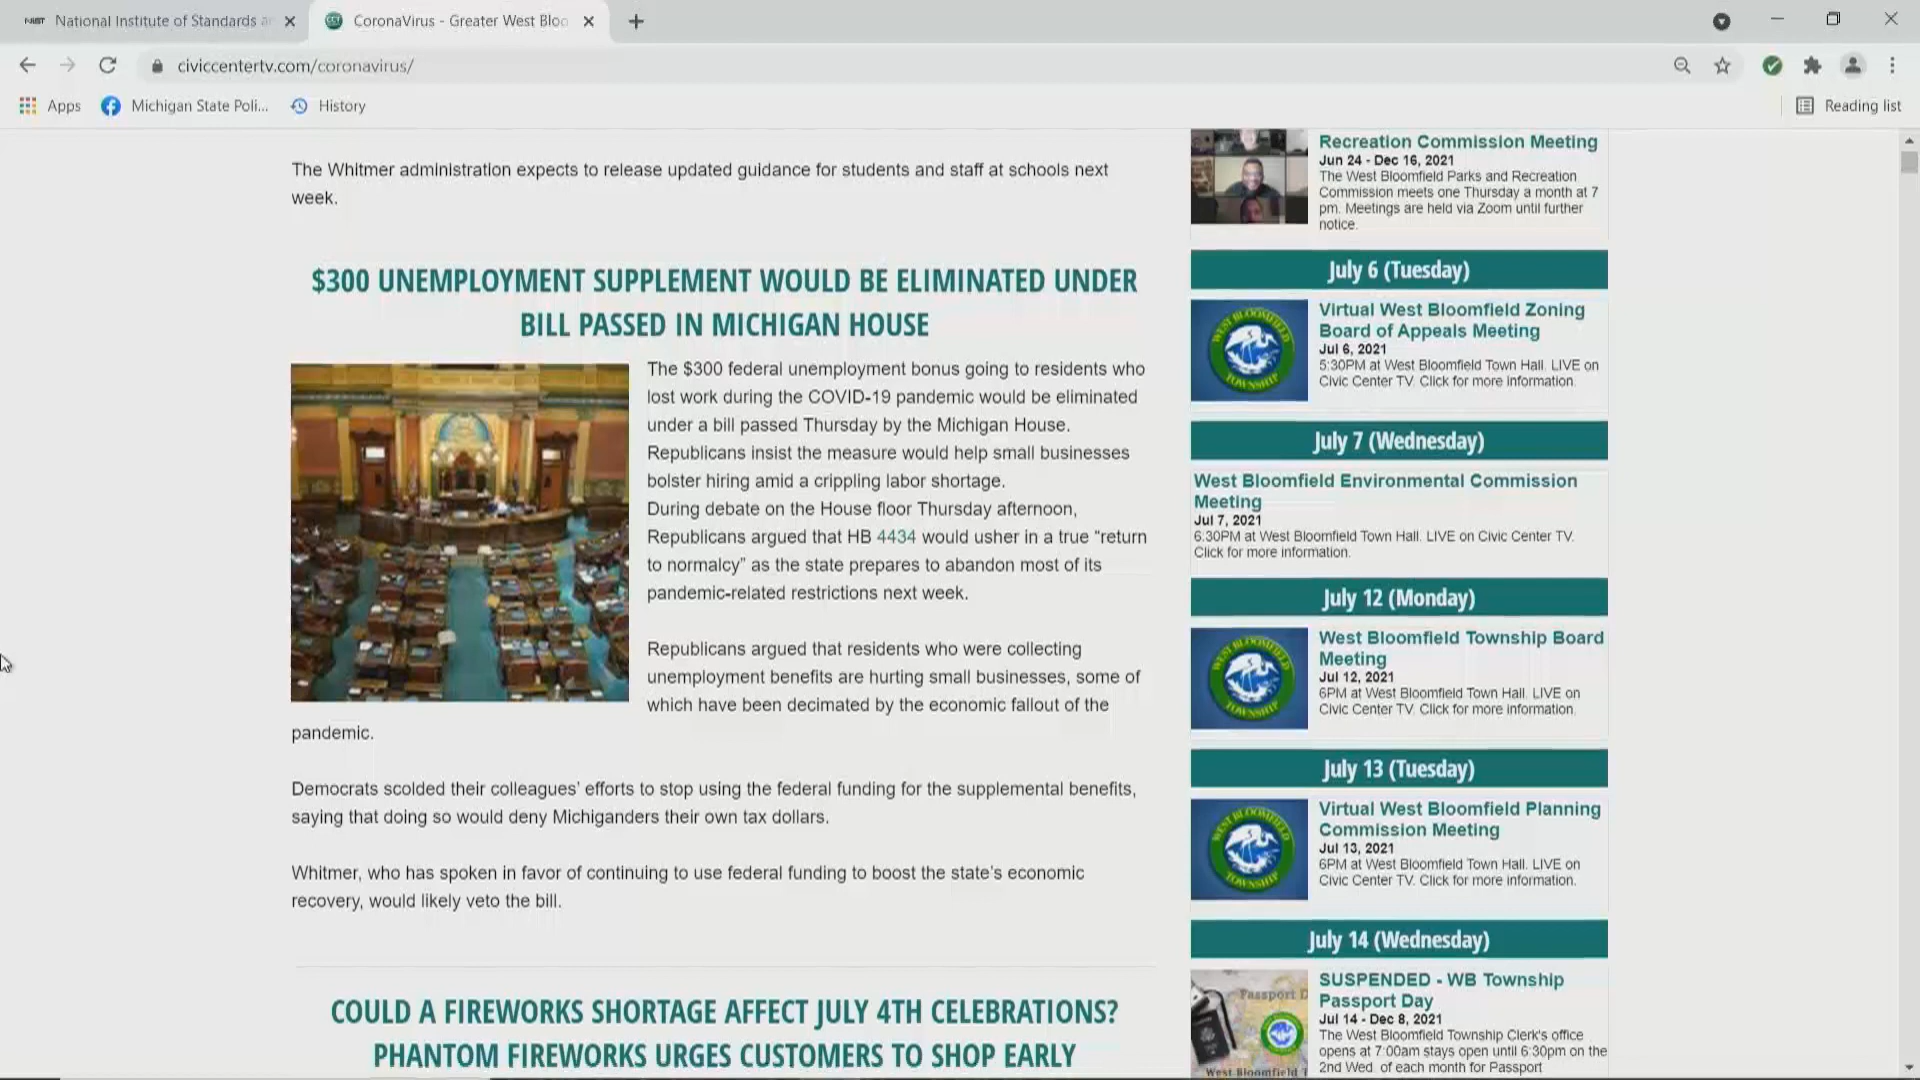 National Institute of Standards
CoronaVirus - Greater West Bloo
civiccentertv.com/coronavirus/
Apps
Michigan State Poli...
History
Reading list
The Whitmer administration expects to release updated guidance for students and staff at schools next
week.
$300 UNEMPLOYMENT SUPPLEMENT WOULD BE ELIMINATED UNDER
BILL PASSED IN MICHIGAN HOUSE
The $300 federal unemployment bonus going to residents who
lost work during the COVID-19 pandemic would be eliminated
under a bill passed Thursday by the Michigan House.
Republicans insist the measure would help small businesses
bolster hiring amid a crippling labor shortage.
During debate on the House floor Thursday afternoon,
Republicans argued that HB 4434 would usher in a true “return
to normalcy” as the state prepares to abandon most of its
pandemic-related restrictions next week.
Republicans argued that residents who were collecting
unemployment benefits are hurting small businesses, some of
which have been decimated by the economic fallout of the
pandemic.
Democrats scolded their colleagues’ efforts to stop using the federal funding for the supplemental benefits,
saying that doing so would deny Michiganders their own tax dollars.
Whitmer, who has spoken in favor of continuing to use federal funding to boost the state’s economic
recovery, would likely veto the bill.
COULD A FIREWORKS SHORTAGE AFFECT JULY 4TH CELEBRATIONS?
PHANTOM FIREWORKS URGES CUSTOMERS TO SHOP EARLY
Recreation Commission Meeting
Jun 24 - Dec 16, 2021
The West Bloomfield Parks and Recreation
Commission meets one Thursday a month at 7
pm. Meetings are held via Zoom until further
notice.
July 6 (Tuesday)
WEST BLOOMFIELD
TOWNSHIP
Virtual West Bloomfield Zoning
Board of Appeals Meeting
Jul 6, 2021
5:30PM at West Bloomfield Town Hall. LIVE on
Civic Center TV. Click for more information.
July 7 (Wednesday)
West Bloomfield Environmental Commission
Meeting
Jul 7, 2021
6:30PM at West Bloomfield Town Hall. LIVE on Civic Center TV.
Click for more information.
July 12 (Monday)
WEST BLOOMFIELD
TOWNSHIP
West Bloomfield Township Board
Meeting
Jul 12, 2021
6PM at West Bloomfield Town Hall. LIVE on
Civic Center TV. Click for more information.
July 13 (Tuesday)
WEST BLOOMFIELD
TOWNSHIP
Virtual West Bloomfield Planning
Commission Meeting
Jul 13, 2021
6PM at West Bloomfield Town Hall. LIVE on
Civic Center TV. Click for more information.
July 14 (Wednesday)
Passport D
West Bloomfield T
SUSPENDED - WB Township
Passport Day
Jul 14 - Dec 8, 2021
The West Bloomfield Township Clerk's office
opens at 7:00am stays open until 6:30pm on the
2nd Wed. of each month for Passport